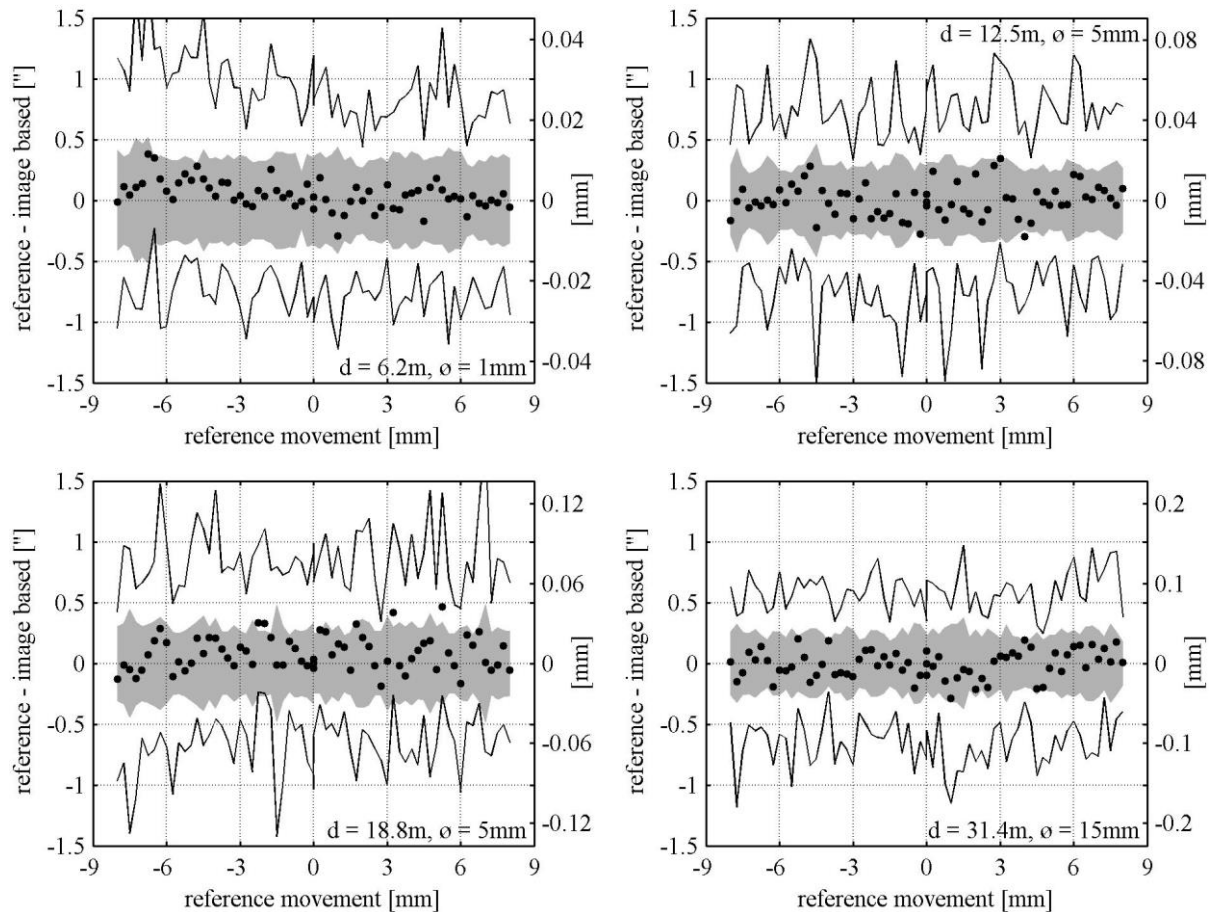 1.5
1
0.5
0
-0.5
-1
-1.5
reference - image based ["]
0.04
0.02
0
-0.02
-0.04
[mm]
d = 6.2m, ø = 1mm
-9 -6 -3 0 3 6 9
reference movement [mm]
1.5
1
0.5
0
-0.5
-1
-1.5
reference - image based ["]
0.08
0.04
0
-0.04
-0.08
[mm]
d = 12.5m, ø = 5mm
-9 -6 -3 0 3 6 9
reference movement [mm]
1.5
1
0.5
0
-0.5
-1
-1.5
reference - image based ["]
0.12
0.06
0
-0.06
-0.12
[mm]
d = 18.8m, ø = 5mm
-9 -6 -3 0 3 6 9
reference movement [mm]
1.5
1
0.5
0
-0.5
-1
-1.5
reference - image based ["]
0.2
0.1
0
-0.1
-0.2
[mm]
d = 31.4m, ø = 15mm
-9 -6 -3 0 3 6 9
reference movement [mm]